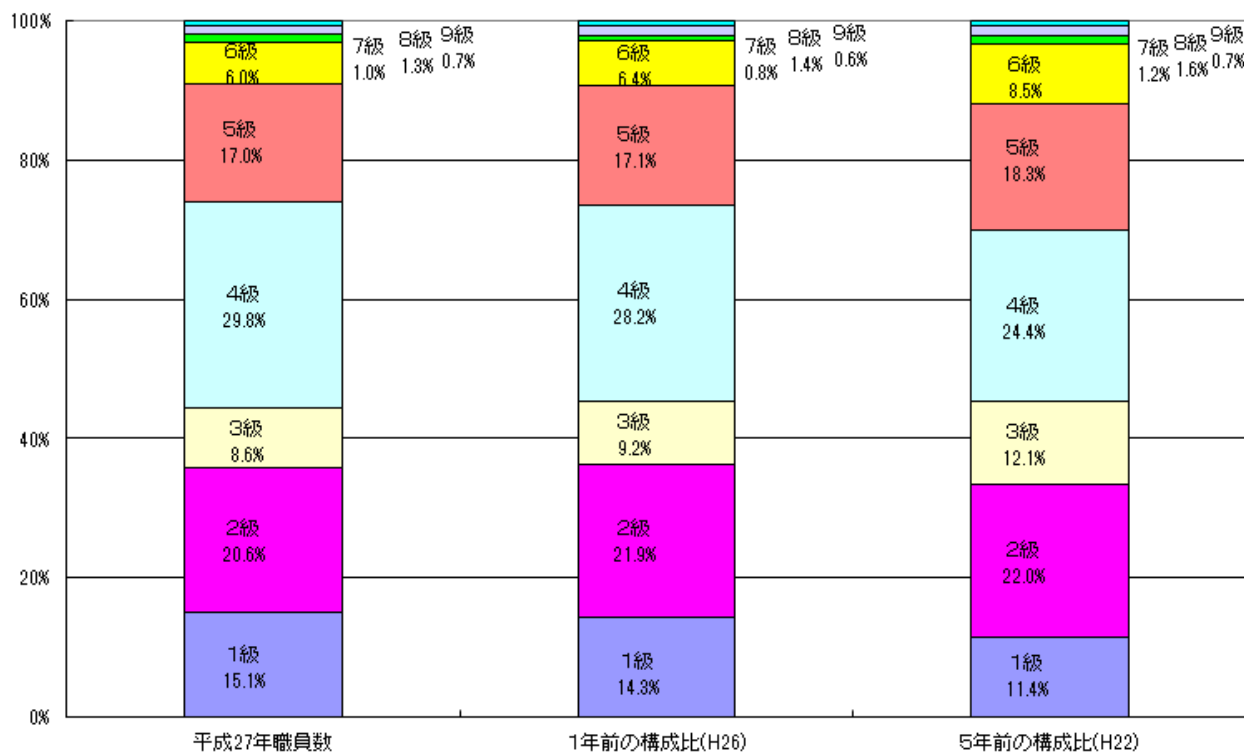 100%
80%
60%
40%
20%
0%
6級
6.0%
7級
1.0%
8級
1.3%
9級
0.7%
5級
17.0%
4級
29.8%
3級
8.6%
2級
20.6%
1級
15.1%
平成27年職員数
6級
6.4%
7級
0.8%
8級
1.4%
9級
0.6%
5級
17.1%
4級
28.2%
3級
9.2%
2級
21.9%
1級
14.3%
1年前の構成比(H26)
6級
8.5%
7級
1.2%
8級
1.6%
9級
0.7%
5級
18.3%
4級
24.4%
3級
12.1%
2級
22.0%
1級
11.4%
5年前の構成比(H22)